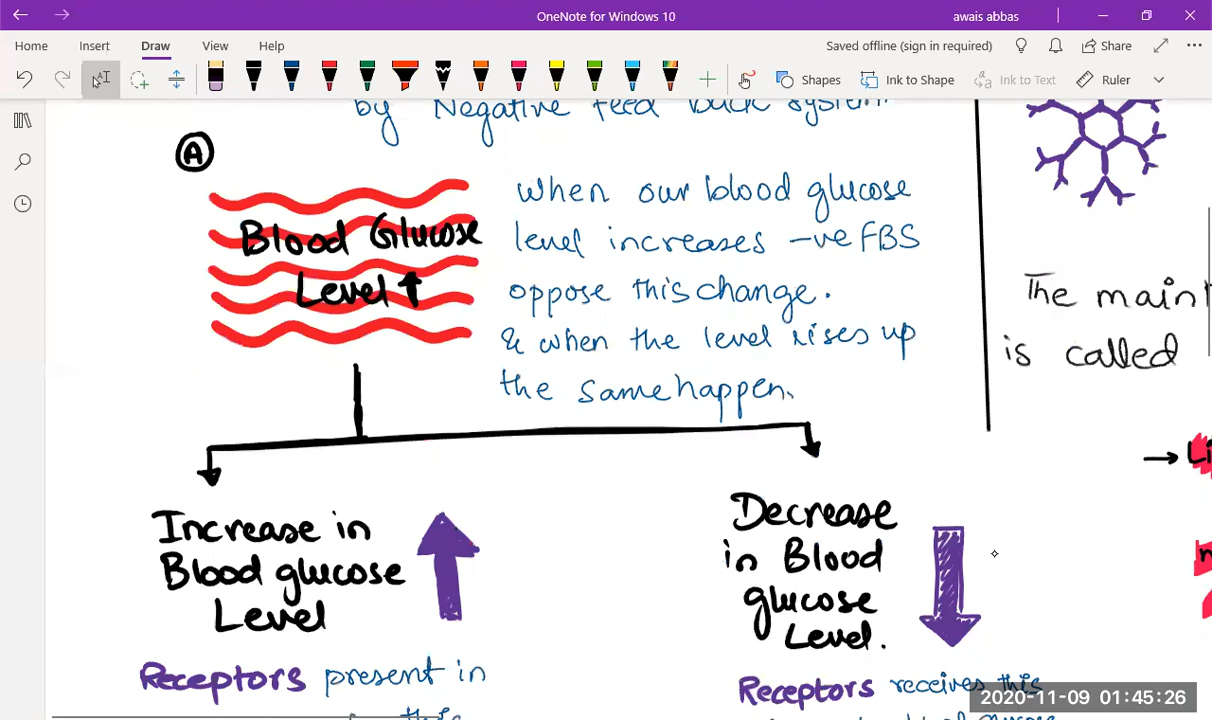 OneNote for Windows 10
awais abbas
Home Insert Draw View Help
Saved offline (sign in required)
Share
Shapes
Ink to Shape
Ink to Text
Ruler
by Negative Feed back system.
A
Blood Glucose
Level ↑
when our blood glucose
level increases -ve FBS
oppose this change.
& when the level rises up
the same happen.
The main
is called
→ Li
Increase in
Blood glucose
Level
Receptors present in
this
Decrease
in Blood
glucose
Level.
Receptors receives this
glucose
2020-11-09 01:45:26